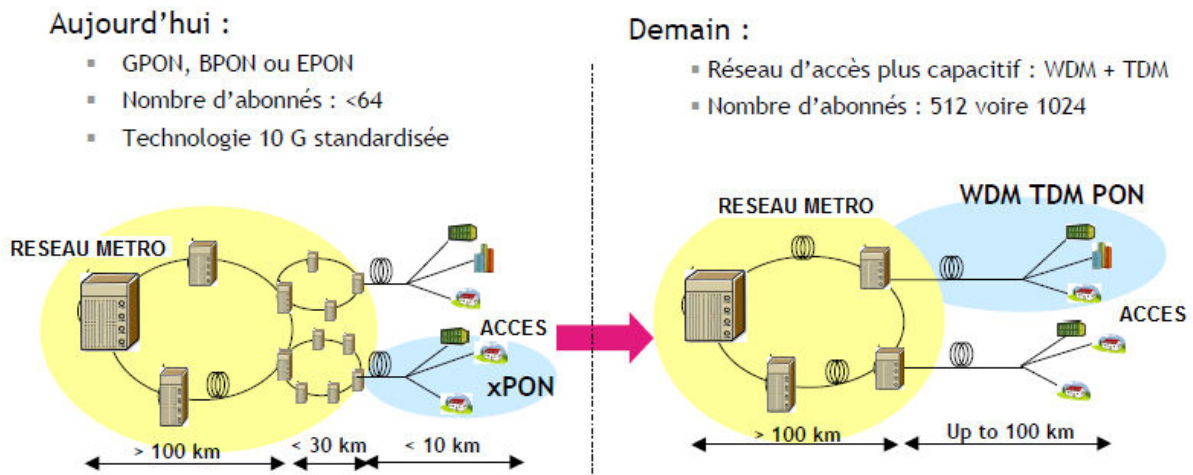 Aujourd'hui :
▪ GPON, BPON ou EPON
▪ Nombre d'abonnés : <64
▪ Technologie 10 G standardisée
RESEAU METRO
ACCES
xPON
> 100 km
< 30 km
< 10 km
Demain :
▪ Réseau d'accès plus capacitif : WDM + TDM
▪ Nombre d'abonnés : 512 voire 1024
RESEAU METRO
WDM TDM PON
ACCES
> 100 km
Up to 100 km